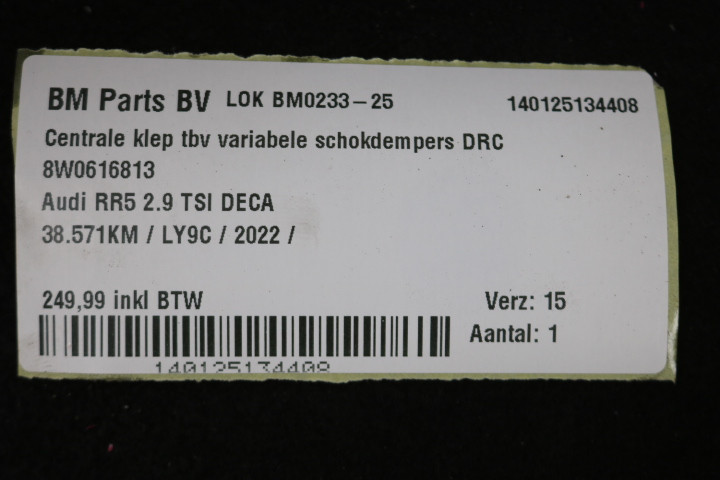 BM Parts BV LOK BM0233-25 140125134408
Centrale klep tbv variabele schokdempers DRC
8W0616813
Audi RR5 2.9 TSI DECA
38.571KM / LY9C / 2022 /
249,99 inkl BTW Verz: 15
Aantal: 1
140125134408